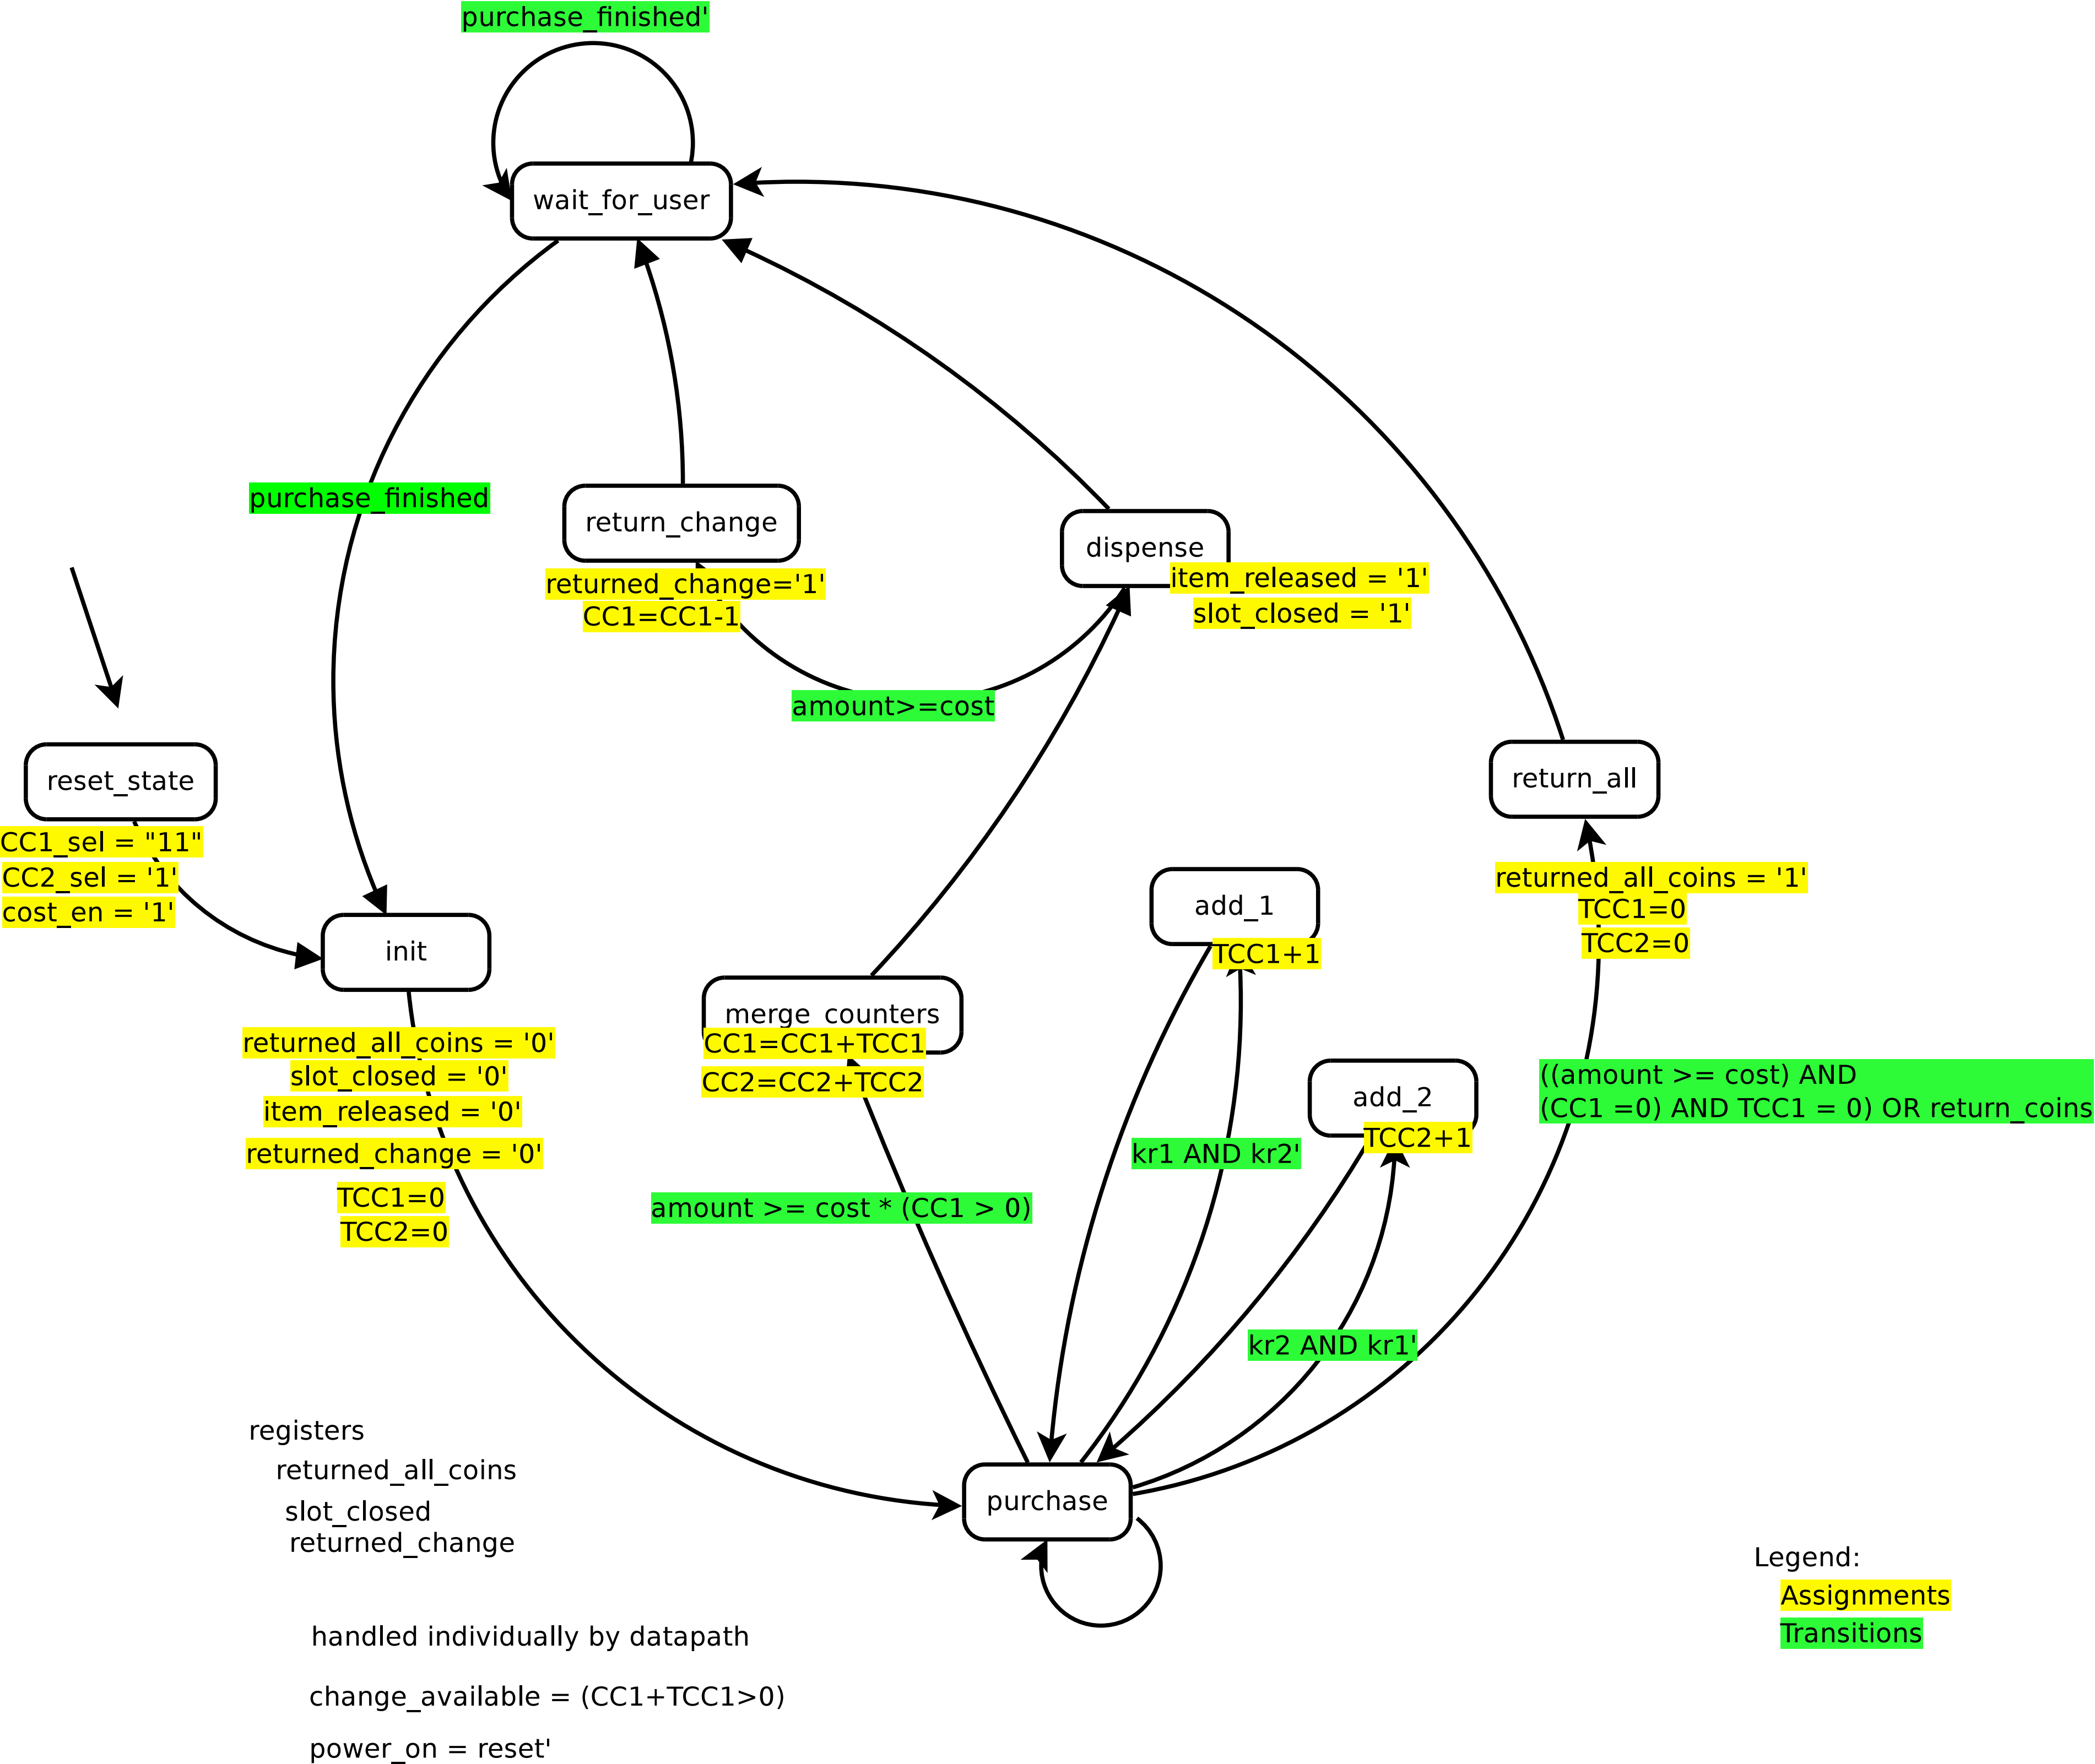 purchase_finished'
wait_for_user
purchase_finished
return_change
returned_change='1'
CC1=CC1-1
dispense
item_released = '1'
slot_closed = '1'
amount>=cost
reset_state
CC1_sel = "11"
CC2_sel = '1'
cost_en = '1'
init
returned_all_coins = '0'
slot_closed = '0'
item_released = '0'
returned_change = '0'
TCC1=0
TCC2=0
merge_counters
CC1=CC1+TCC1
CC2=CC2+TCC2
amount >= cost * (CC1 > 0)
add_1
TCC1+1
kr1 AND kr2'
add_2
TCC2+1
kr2 AND kr1'
return_all
returned_all_coins = '1'
TCC1=0
TCC2=0
((amount >= cost) AND
(CC1 =0) AND TCC1 = 0) OR return_coins
purchase
registers
returned_all_coins
slot_closed
returned_change
handled individually by datapath
change_available = (CC1+TCC1>0)
power_on = reset'
Legend:
Assignments
Transitions